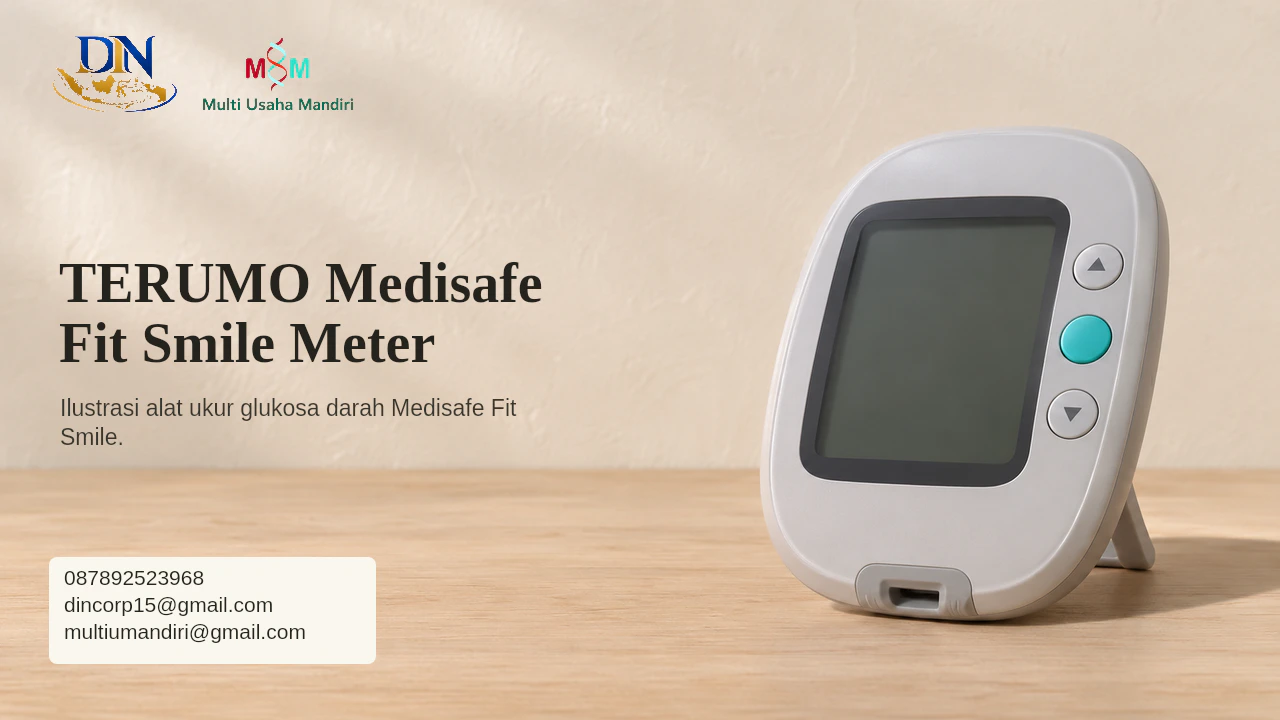 DN
MSM
Multi Usaha Mandiri
TERUMO Medisafe
Fit Smile Meter
Ilustrasi alat ukur glukosa darah Medisafe Fit
Smile.
087892523968
dincorp15@gmail.com
multiumandiri@gmail.com